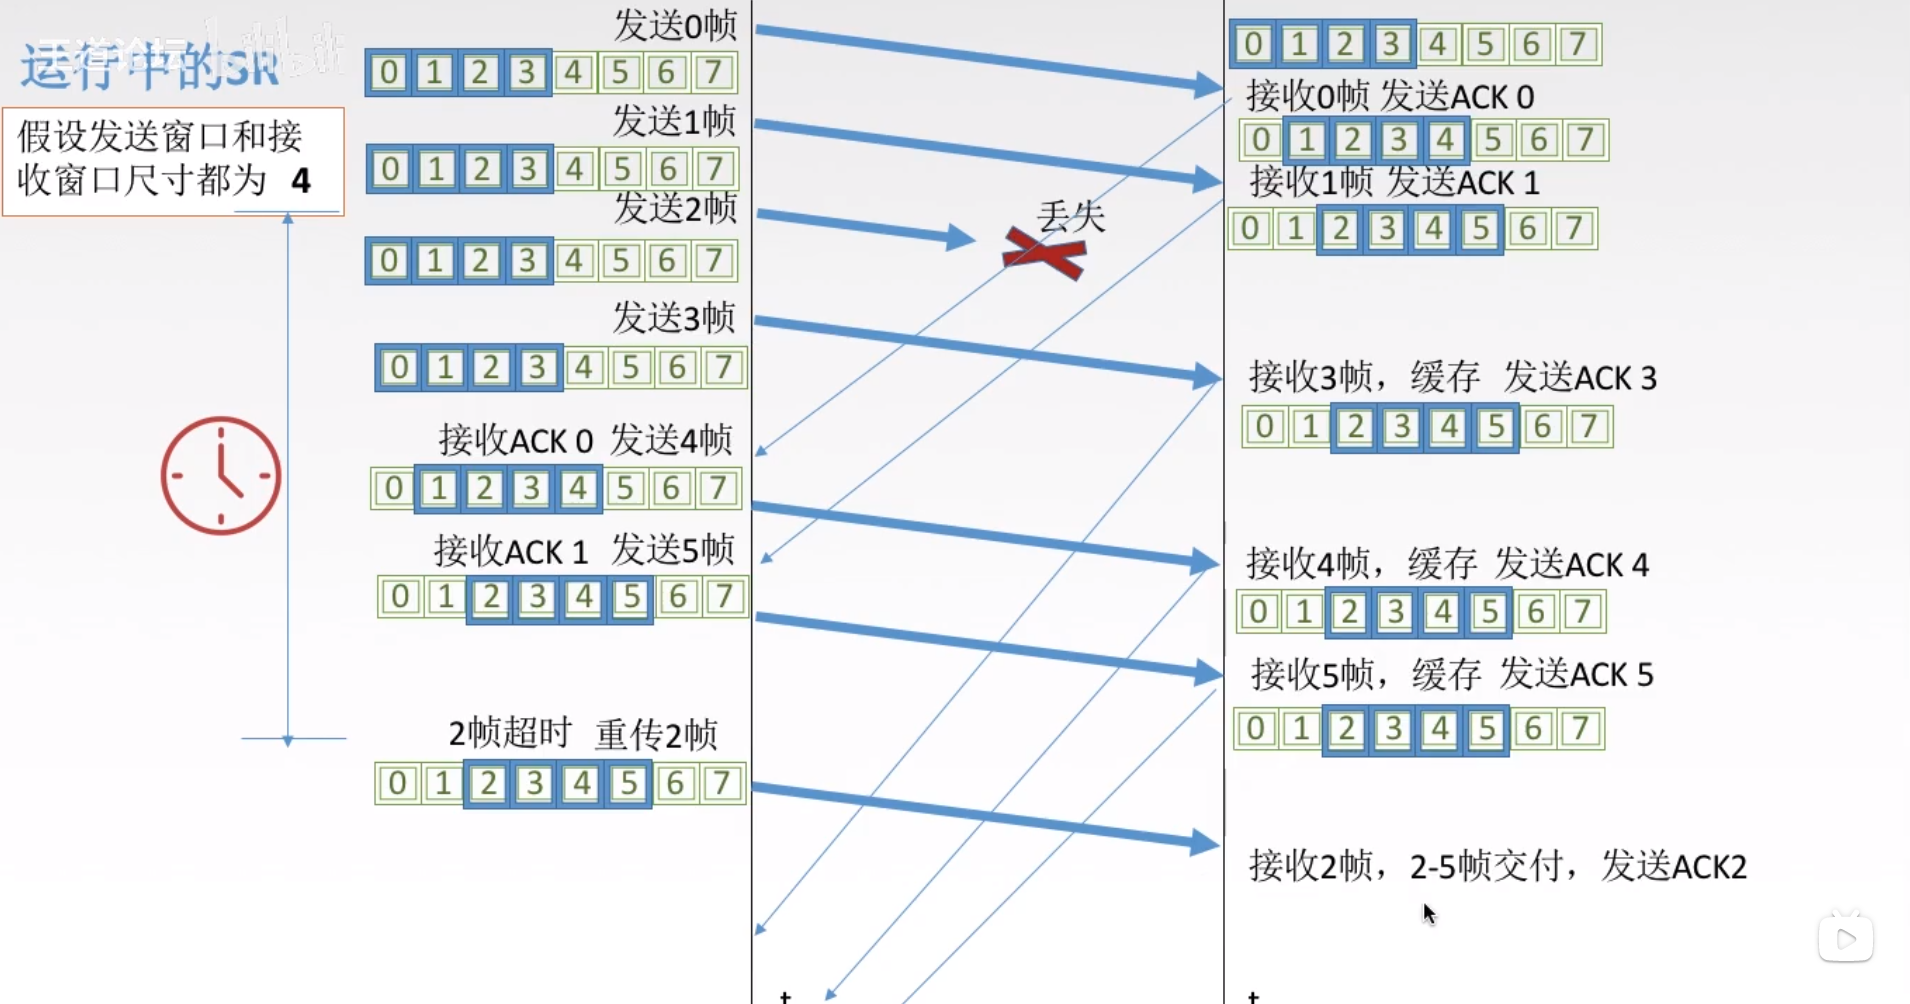 运行中的SR
王道论坛
bilibili
假设发送窗口和接
收窗口尺寸都为 4
发送0帧
0 1 2 3 4 5 6 7
发送1帧
0 1 2 3 4 5 6 7
发送2帧
0 1 2 3 4 5 6 7
发送3帧
0 1 2 3 4 5 6 7
接收ACK 0 发送4帧
0 1 2 3 4 5 6 7
接收ACK 1 发送5帧
0 1 2 3 4 5 6 7
2帧超时 重传2帧
0 1 2 3 4 5 6 7
丢失
t
0 1 2 3 4 5 6 7
接收0帧 发送ACK 0
0 1 2 3 4 5 6 7
接收1帧 发送ACK 1
0 1 2 3 4 5 6 7
接收3帧，缓存 发送ACK 3
0 1 2 3 4 5 6 7
接收4帧，缓存 发送ACK 4
0 1 2 3 4 5 6 7
接收5帧，缓存 发送ACK 5
0 1 2 3 4 5 6 7
接收2帧，2-5帧交付，发送ACK2
t